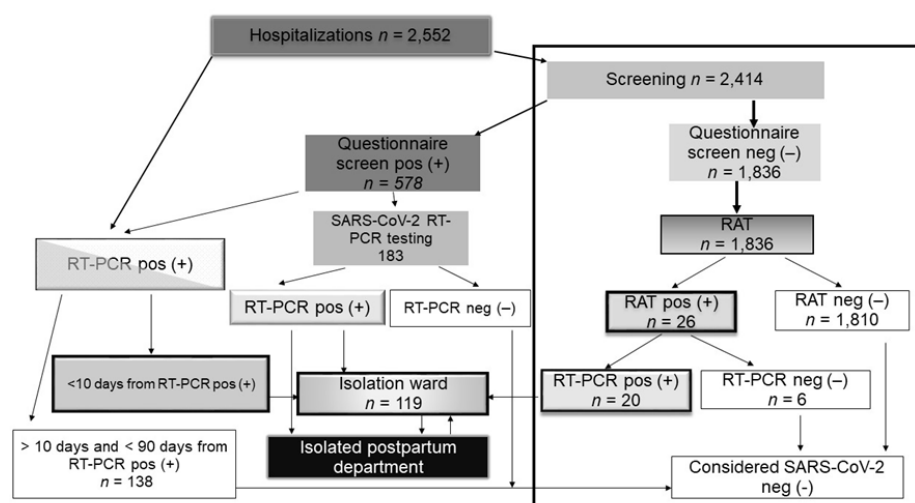 Hospitalizations n = 2,552
Screening n = 2,414
Questionnaire
screen pos (+)
n = 578
Questionnaire
screen neg (–)
n = 1,836
SARS-CoV-2 RT-
PCR testing
183
RAT
n = 1,836
RT-PCR pos (+)
RT-PCR pos (+)
RT-PCR neg (–)
RAT pos (+)
n = 26
RAT neg (–)
n = 1,810
<10 days from RT-PCR pos (+)
Isolation ward
n = 119
RT-PCR pos (+)
n = 20
RT-PCR neg (–)
n = 6
> 10 days and < 90 days from
RT-PCR pos (+)
n = 138
Isolated postpartum
department
Considered SARS-CoV-2
neg (-)